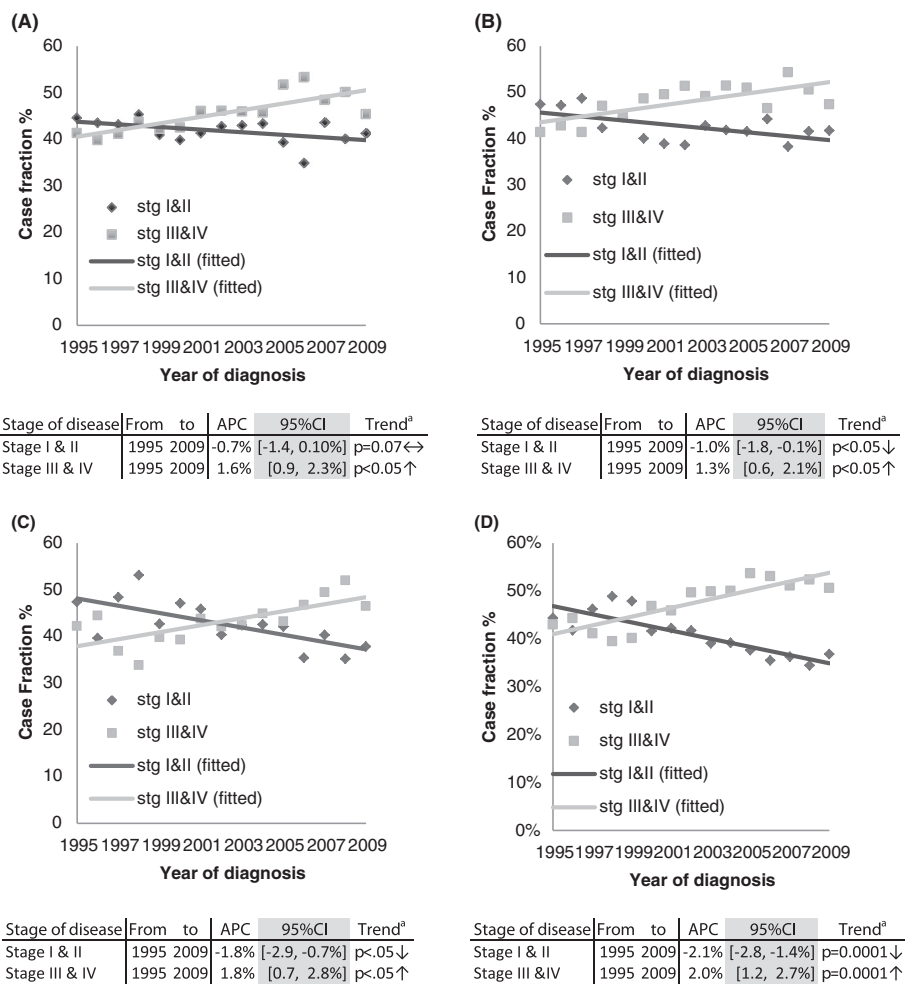 (A)
60
50
40
30
20
10
0
Case fraction %
stg I&II
stg III&IV
stg I&II (fitted)
stg III&IV (fitted)
1995 1997 1999 2001 2003 2005 2007 2009
Year of diagnosis
Stage of disease From to APC 95%CI Trendᵃ
Stage I & II 1995 2009 -0.7% [-1.4, 0.10%] p=0.07↔
Stage III & IV 1995 2009 1.6% [0.9, 2.3%] p<0.05↑
(B)
60
50
40
30
20
10
0
Case Fraction %
stg I&II
stg III&IV
stg I&II (fitted)
stg III&IV (fitted)
1995 1997 1999 2001 2003 2005 2007 2009
Year of diagnosis
Stage of disease From to APC 95%CI Trendᵃ
Stage I & II 1995 2009 -1.0% [-1.8, -0.1%] p<0.05↓
Stage III & IV 1995 2009 1.3% [0.6, 2.1%] p<0.05↑
(C)
60
50
40
30
20
10
0
Case Fraction %
stg I&II
stg III&IV
stg I&II (fitted)
stg III&IV (fitted)
1995 1997 1999 2001 2003 2005 2007 2009
Year of diagnosis
Stage of disease From to APC 95%CI Trendᵃ
Stage I & II 1995 2009 -1.8% [-2.9, -0.7%] p<.05↓
Stage III & IV 1995 2009 1.8% [0.7, 2.8%] p<.05↑
(D)
60%
50%
40%
30%
20%
10%
0%
Case fraction %
stg I&II
stg III&IV
stg I&II (fitted)
stg III&IV (fitted)
1995 1997 1999 2001 2003 2005 2007 2009
Year of diagnosis
Stage of disease From to APC 95%CI Trendᵃ
Stage I & II 1995 2009 -2.1% [-2.8, -1.4%] p=0.0001↓
Stage III &IV 1995 2009 2.0% [1.2, 2.7%] p=0.0001↑